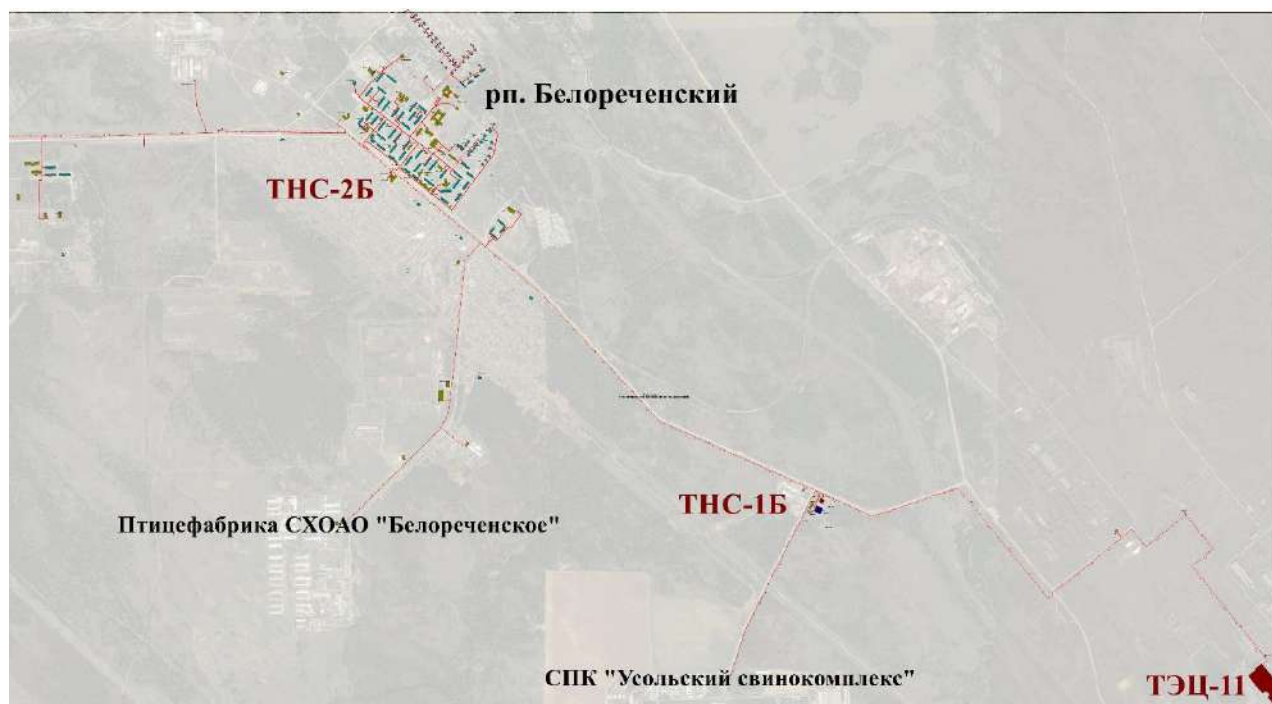 рп. Белореченский
ТНС-2Б
ТНС-1Б
Птицефабрика СХОАО "Белореченское"
СПК "Усольский свинокомплекс"
ТЭЦ-11